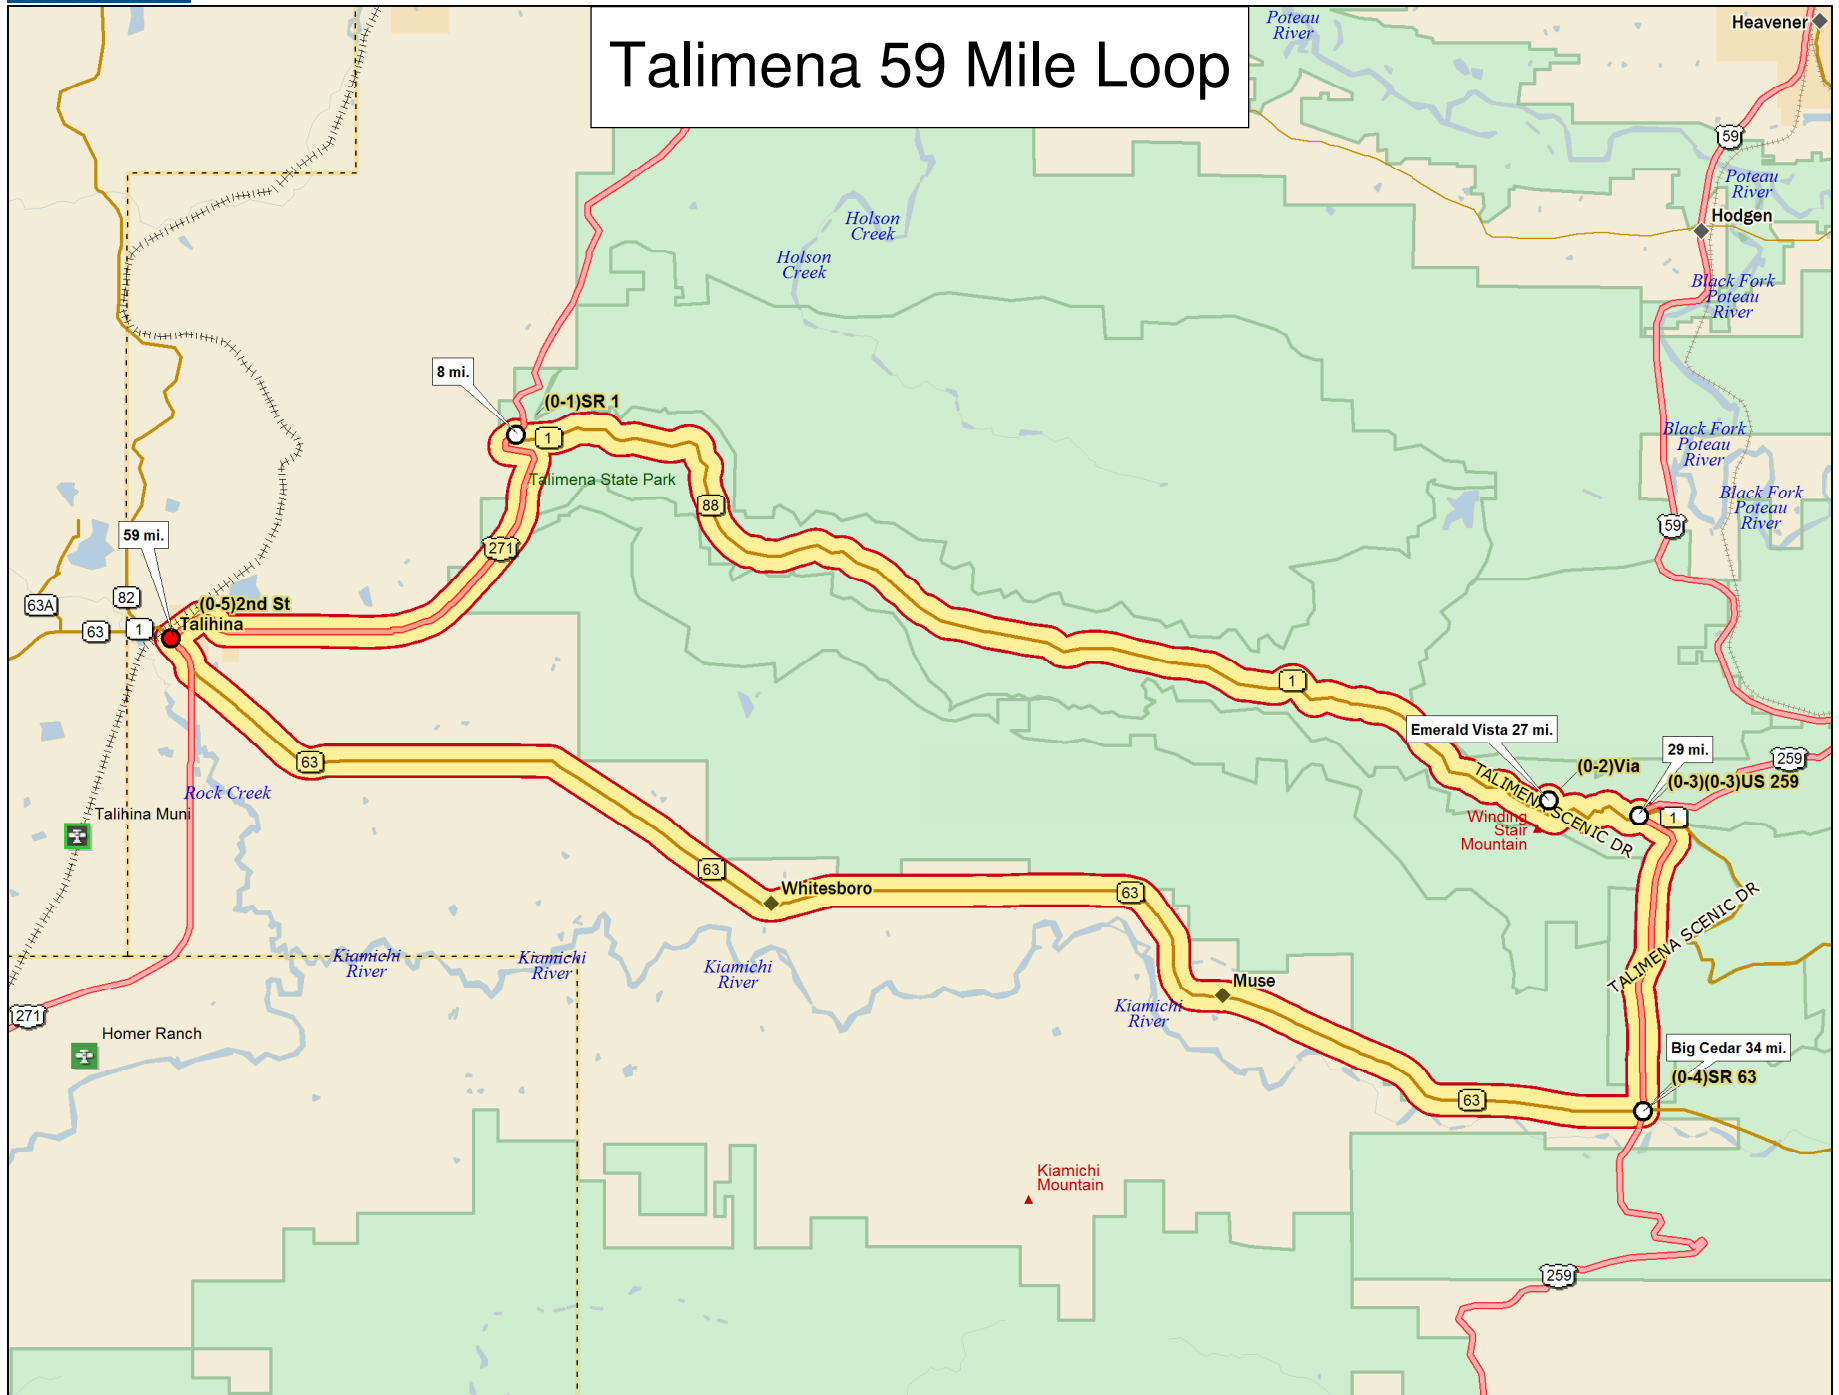 Talimena 59 Mile Loop
Poteau
River
Heavener
59
Poteau
River
Hodgen
Holson
Creek
Holson
Creek
Black Fork
Poteau
River
8 mi.
(0-1)SR 1
1
Black Fork
Poteau
River
Talimena State Park
88
Black Fork
Poteau
River
59
59 mi.
271
63A
82
(0-5)2nd St
Talihina
63
1
1
Emerald Vista 27 mi.
29 mi.
259
(0-2)Via
(0-3)(0-3)US 259
TALIMENA SCENIC DR
1
Winding
Stair
Mountain
63
Rock Creek
Talihina Muni
63
Whitesboro
63
TALIMENA SCENIC DR
Kiamichi
River
Kiamichi
River
Kiamichi
River
Muse
Kiamichi
River
271
Homer Ranch
Big Cedar 34 mi.
(0-4)SR 63
63
Kiamichi
Mountain
259